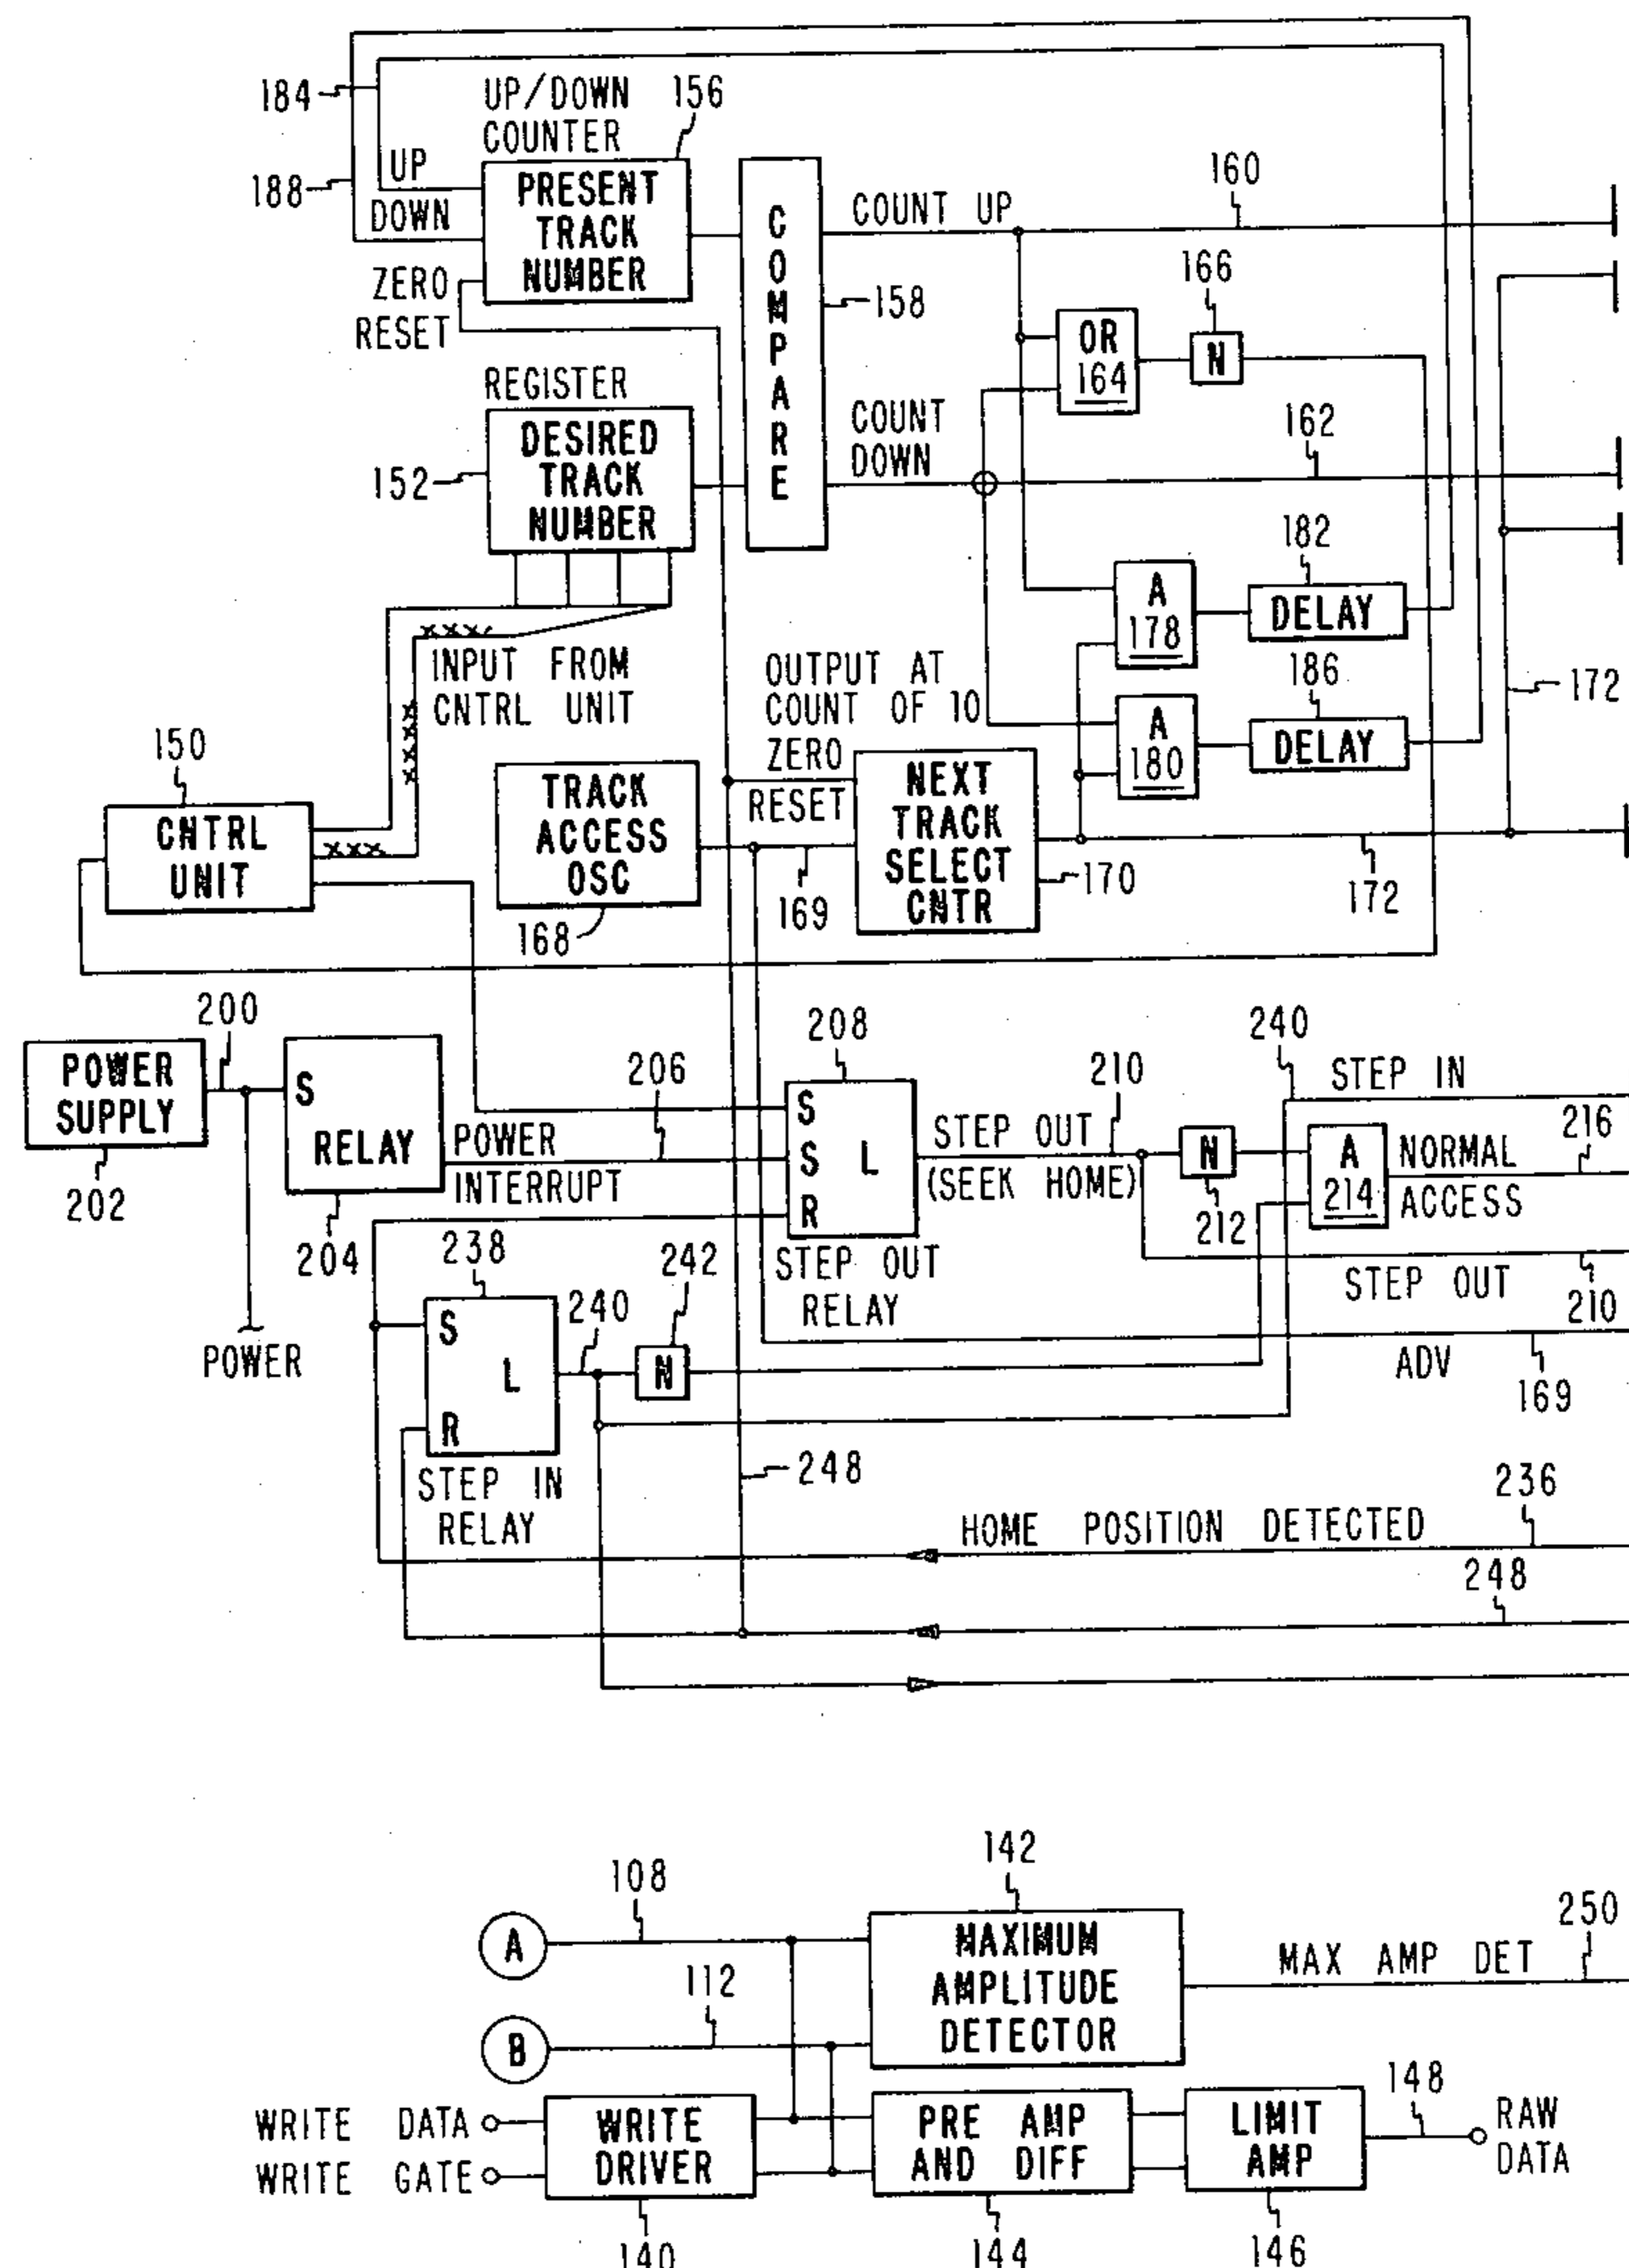 184
UP/DOWN
COUNTER
156
188
UP
DOWN
PRESENT
TRACK
NUMBER
ZERO
RESET
COMPARE
158
COUNT UP
160
OR
164
166
N
REGISTER
DESIRED
TRACK
NUMBER
152
COUNT
DOWN
162
182
A
178
DELAY
INPUT FROM
CNTRL UNIT
xxxx
xxxx
xxx
OUTPUT AT
COUNT OF 10
ZERO
RESET
186
A
180
DELAY
172
150
CNTRL
UNIT
TRACK
ACCESS
OSC
168
169
NEXT
TRACK
SELECT
CNTR
170
172
200
POWER
SUPPLY
202
S
RELAY
204
POWER
INTERRUPT
206
208
S
S
R
L
STEP OUT
RELAY
STEP OUT
(SEEK HOME)
210
N
212
240
STEP IN
A
214
NORMAL
ACCESS
216
STEP OUT
210
POWER
238
S
L
R
STEP IN
RELAY
240
242
N
ADV
169
248
HOME POSITION DETECTED
236
248
A
108
B
112
142
MAXIMUM
AMPLITUDE
DETECTOR
MAX AMP DET
250
WRITE DATA
WRITE GATE
WRITE
DRIVER
140
PRE AMP
AND DIFF
144
LIMIT
AMP
146
148
RAW
DATA